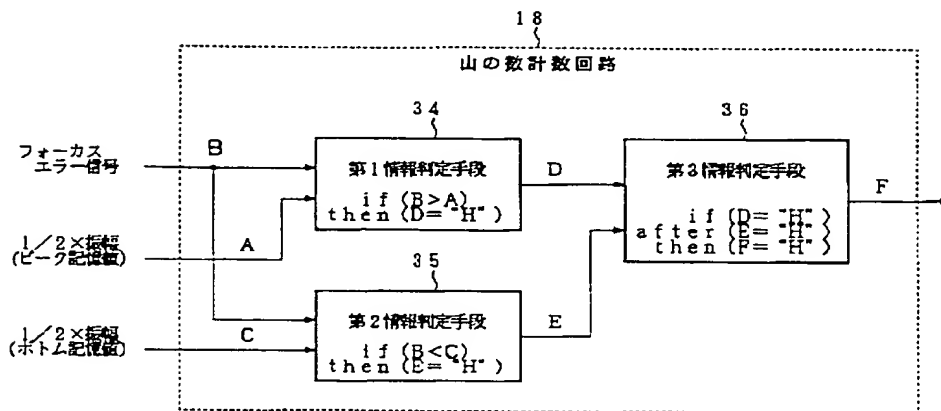 18
山の数計数回路
34
36
フォーカス
エラー信号
B
第1情報判定手段
if (B>A)
then (D= "H" )
D
第3情報判定手段
if (D= "H" )
after (E= "H" )
then (F= "H" )
F
1/2×振幅
(ピーク記憶値)
A
35
第2情報判定手段
if (B<C)
then (E= "H" )
E
1/2×振幅
(ボトム記憶値)
C